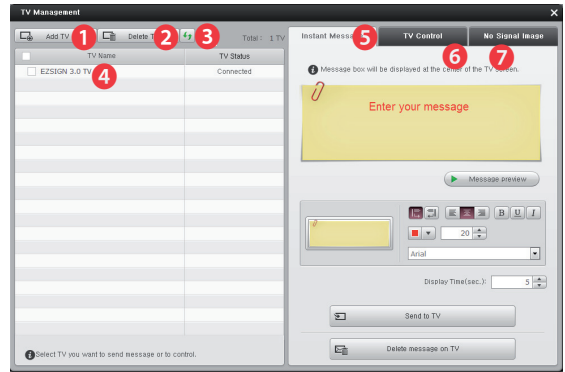 TV Management
Add TV 1 Delete T 2 3 Total : 1 TV
TV Name TV Status
EZSIGN 3.0 TV 4 Connected
Select TV you want to send message or to control.
Instant Messa 5 TV Control 6 No Signal Image 7
Message box will be displayed at the center of the TV screen.
Enter your message
Message preview
B U I
20
Arial
Display Time(sec.): 5
Send to TV
Delete message on TV